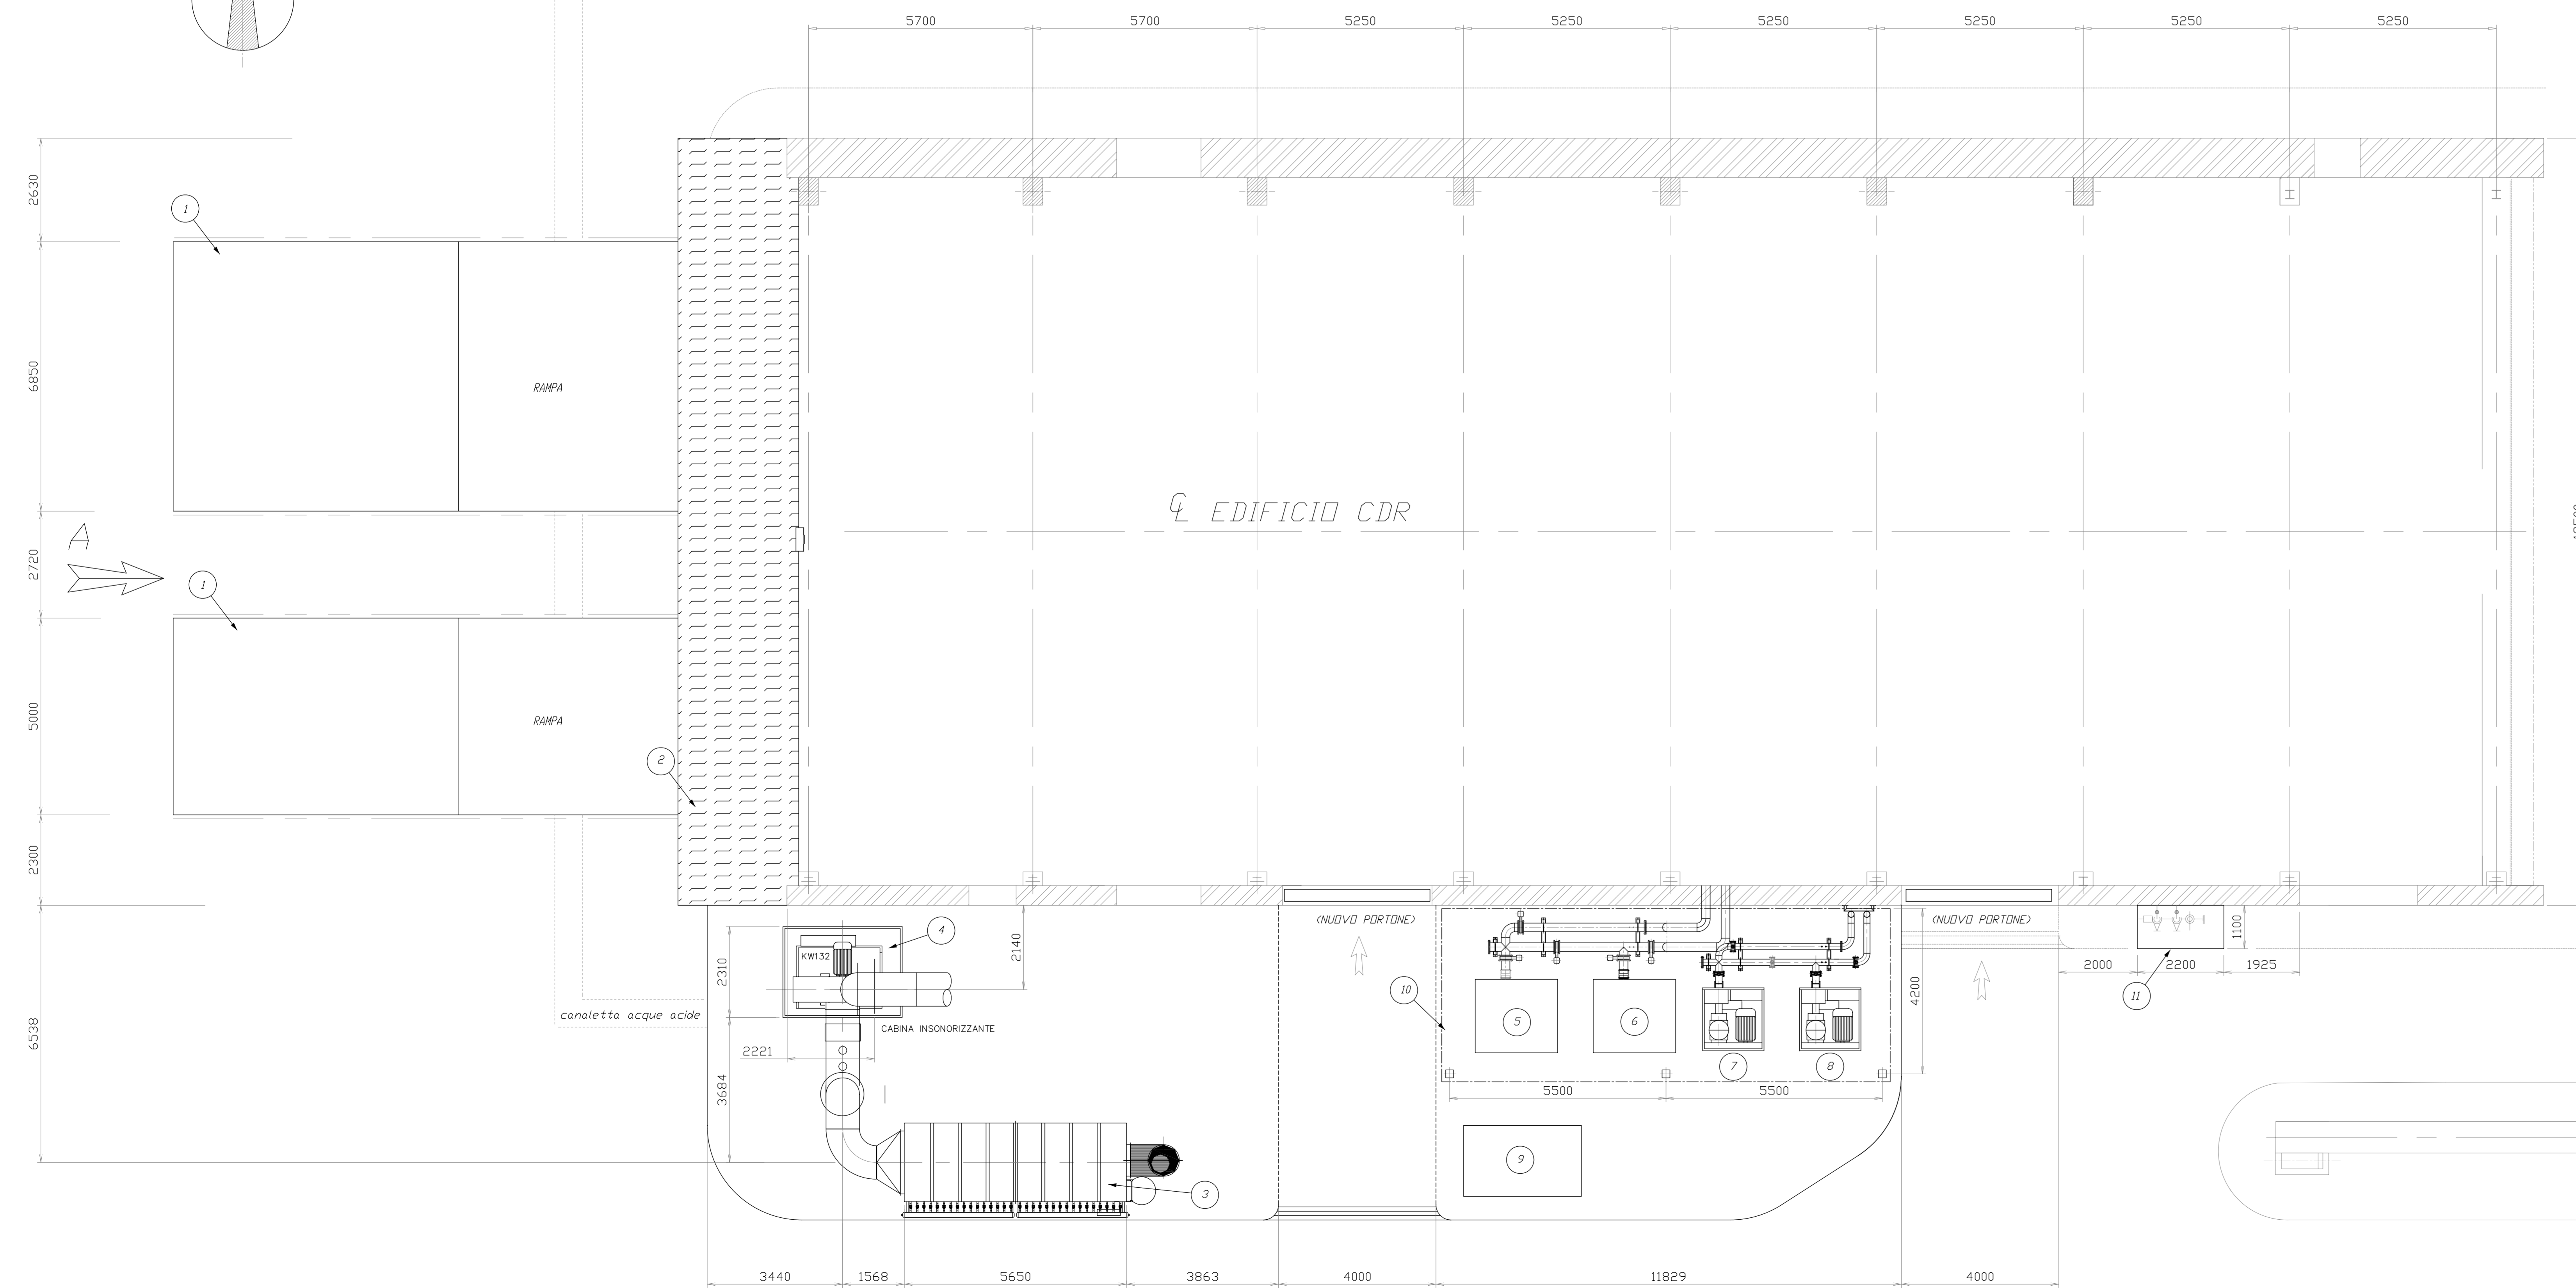 5700 5700 5250 5250 5250 5250 5250 5250
2630
1
6850
RAMPA
℄ EDIFICIO CDR
A
2720
1
5000
RAMPA
2
2300
(NUOVO PORTONE)
(NUOVO PORTONE)
4
KW132
2310
2140
1100
2000 2200 1925
10
4200
11
5 6
canaletta acque acide
CABINA INSONORIZZANTE
6538
2221
7 8
3684
5500 5500
9
3
3440 1568 5650 3863 4000 11829 4000